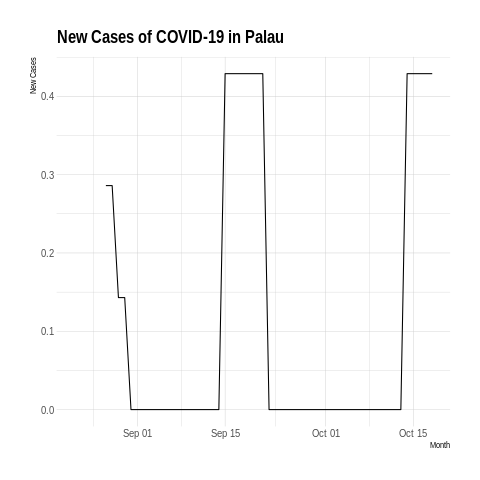 New Cases of COVID-19 in Palau
New Cases
0.4
0.3
0.2
0.1
0.0
Sep 01 Sep 15 Oct 01 Oct 15
Month